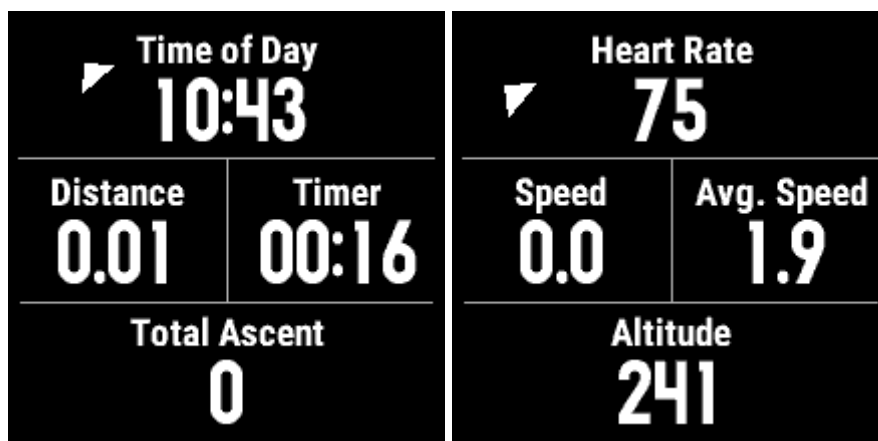 Time of Day
10:43
Distance
0.01
Timer
00:16
Total Ascent
0
Heart Rate
75
Speed
0.0
Avg. Speed
1.9
Altitude
241